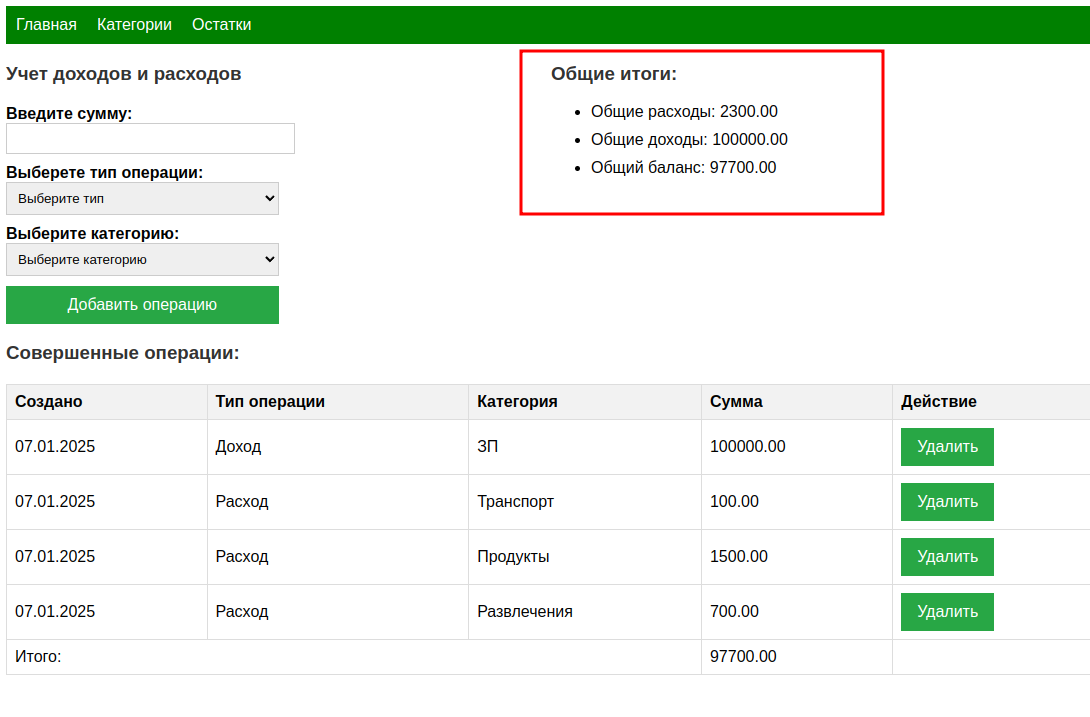 Главная Категории Остатки
Учет доходов и расходов
Введите сумму:
Выберете тип операции:
Выберите тип
Выберите категорию:
Выберите категорию
Добавить операцию
Общие итоги:
Общие расходы: 2300.00
Общие доходы: 100000.00
Общий баланс: 97700.00
Совершенные операции:
Создано Тип операции Категория Сумма Действие
07.01.2025 Доход ЗП 100000.00 Удалить
07.01.2025 Расход Транспорт 100.00 Удалить
07.01.2025 Расход Продукты 1500.00 Удалить
07.01.2025 Расход Развлечения 700.00 Удалить
Итого: 97700.00